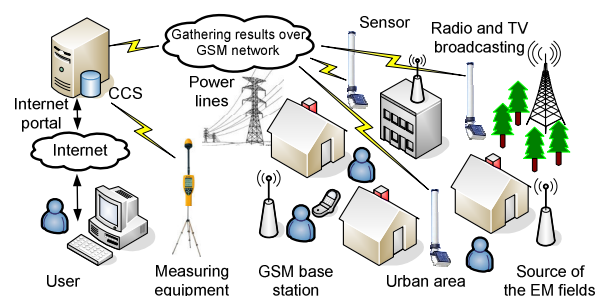 Gathering results over
GSM network
Sensor
Radio and TV
broadcasting
Power
lines
CCS
Internet
portal
Internet
User
Measuring
equipment
GSM base
station
Urban area
Source of
the EM fields